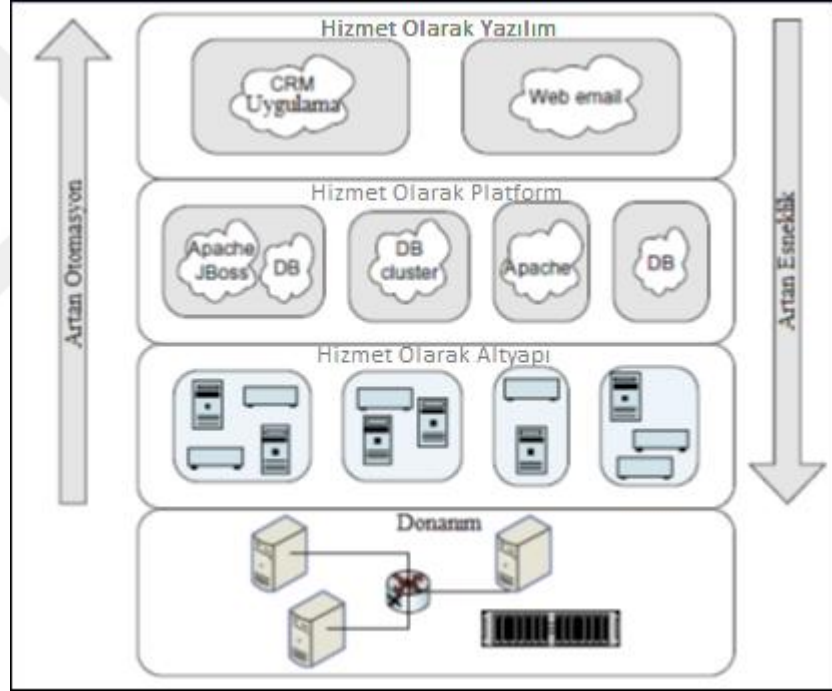 Hizmet Olarak Yazılım
CRM
Uygulama
Web email
Hizmet Olarak Platform
Apache
JBoss
DB
DB
cluster
Apache
DB
Hizmet Olarak Altyapı
Donanım
Artan Otomasyon
Artan Esneklik